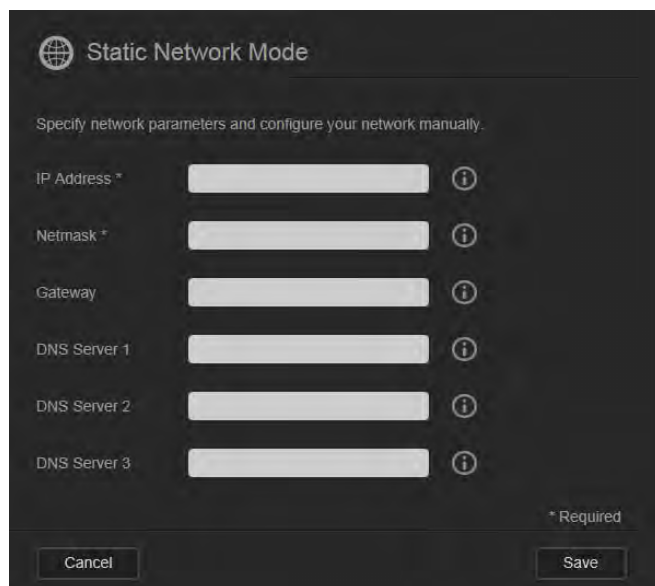 Static Network Mode
Specify network parameters and configure your network manually.
IP Address *
Netmask *
Gateway
DNS Server 1
DNS Server 2
DNS Server 3
* Required
Cancel
Save